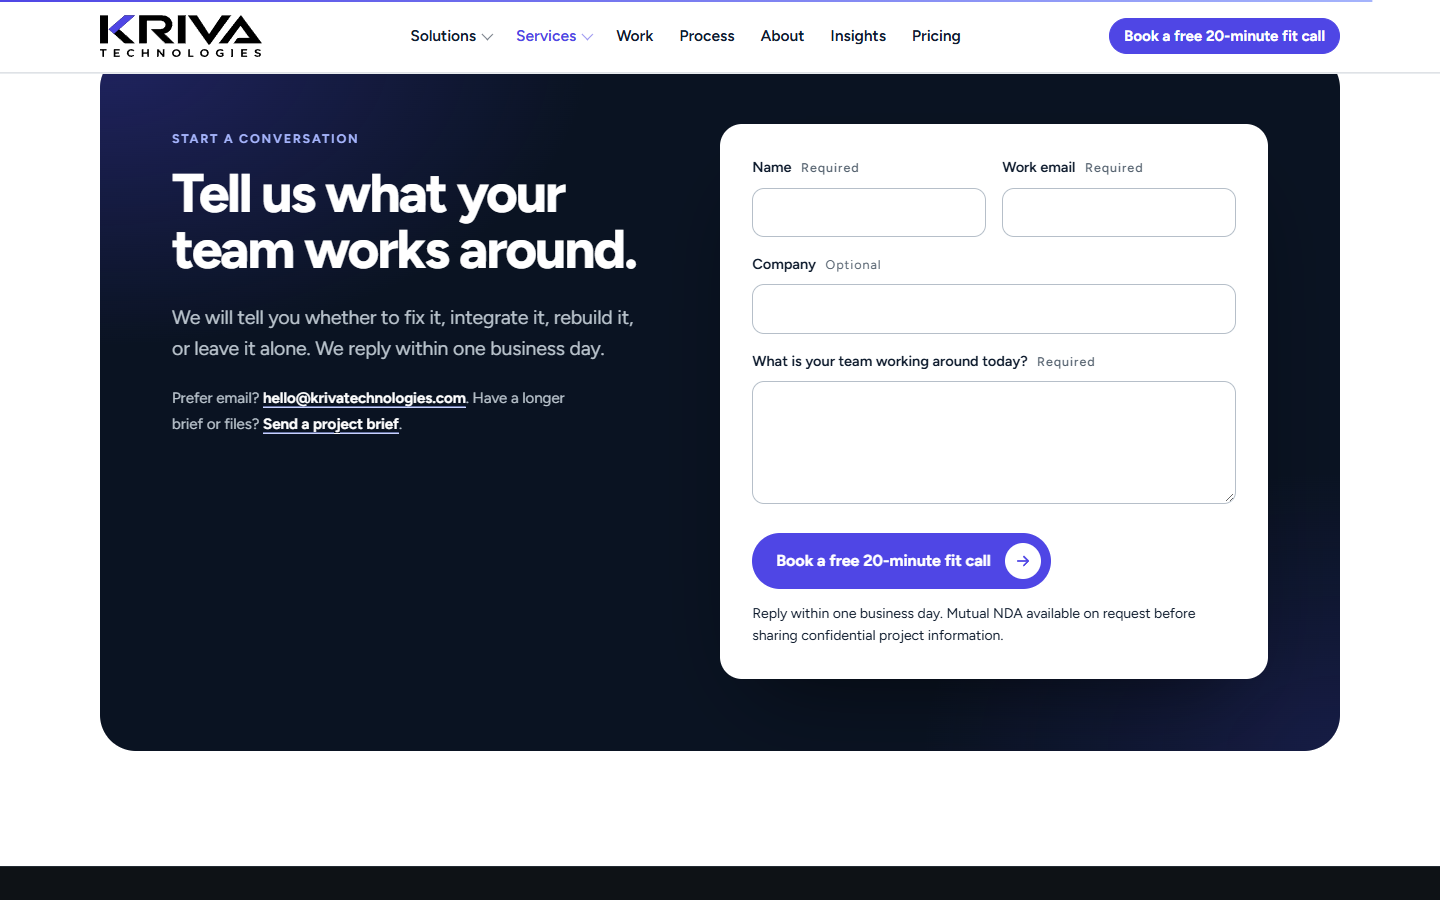 KRIVA
TECHNOLOGIES
Solutions Services Work Process About Insights Pricing
Book a free 20-minute fit call
START A CONVERSATION
Tell us what your
team works around.
We will tell you whether to fix it, integrate it, rebuild it,
or leave it alone. We reply within one business day.
Prefer email? hello@krivatechnologies.com. Have a longer
brief or files? Send a project brief.
Name Required
Work email Required
Company Optional
What is your team working around today? Required
Book a free 20-minute fit call
Reply within one business day. Mutual NDA available on request before
sharing confidential project information.